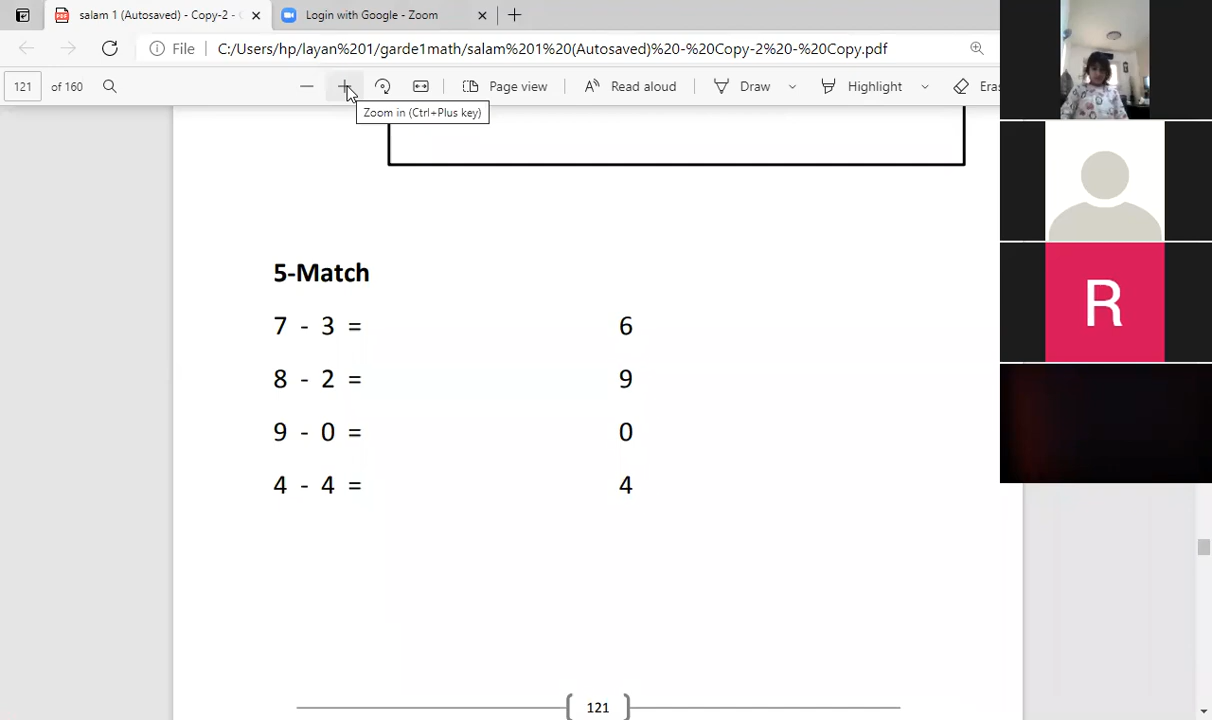 salam 1 (Autosaved) - Copy-2 -
Login with Google - Zoom
File C:/Users/hp/layan%201/garde1math/salam%201%20(Autosaved)%20-%20Copy-2%20-%20Copy.pdf
121 of 160 Page view Read aloud Draw Highlight Eras
Zoom in (Ctrl+Plus key)
5-Match
7 - 3 = 6
8 - 2 = 9
9 - 0 = 0
4 - 4 = 4
R
121